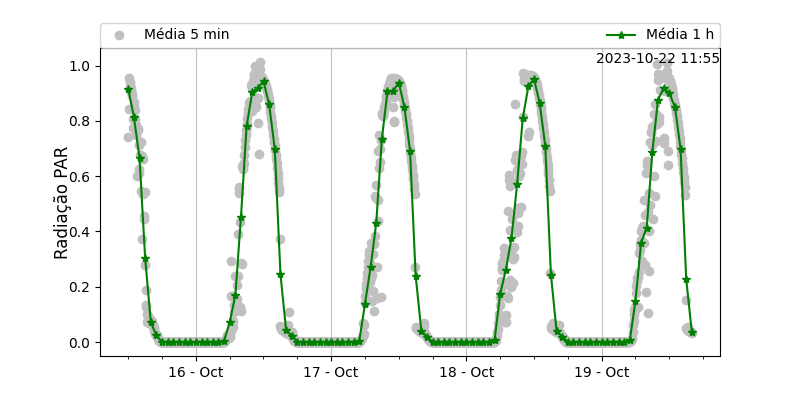 Média 5 min
Média 1 h
2023-10-22 11:55
Radiação PAR
1.0
0.8
0.6
0.4
0.2
0.0
16 - Oct
17 - Oct
18 - Oct
19 - Oct